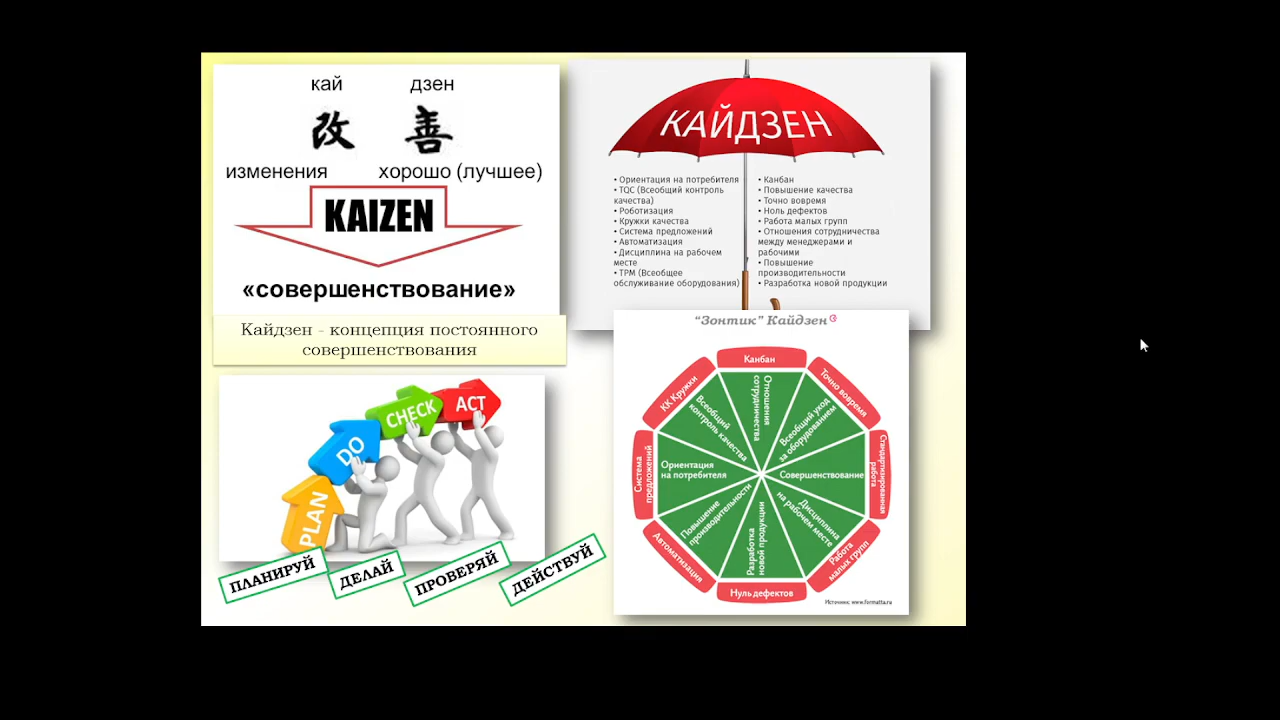 кай дзен
改 善
изменения хорошо (лучшее)
KAIZEN
«совершенствование»
Кайдзен - концепция постоянного
совершенствования
КАЙДЗЕН
• Ориентация на потребителя
• TQC (Всеобщий контроль
качества)
• Роботизация
• Кружки качества
• Система предложений
• Автоматизация
• Дисциплина на рабочем
месте
• TPM (Всеобщее
обслуживание оборудования)
• Канбан
• Повышение качества
• Точно вовремя
• Ноль дефектов
• Работа малых групп
• Отношения сотрудничества
между менеджерами и
рабочими
• Повышение
производительности
• Разработка новой продукции
PLAN
DO
CHECK
ACT
ПЛАНИРУЙ
ДЕЛАЙ
ПРОВЕРЯЙ
ДЕЙСТВУЙ
“Зонтик” Кайдзен
Канбан
Точно вовремя
Стандартизированная
работа
Работа
малых групп
Нуль дефектов
Автоматизация
Система
предложений
КК Кружки
Отношения
сотрудничества
Всеобщий уход
за оборудованием
Совершенствование
Дисциплина
на рабочем месте
Разработка
новой продукции
Повышение
производительности
Ориентация
на потребителя
Всеобщий
контроль качества
Источник: www.formatta.ru